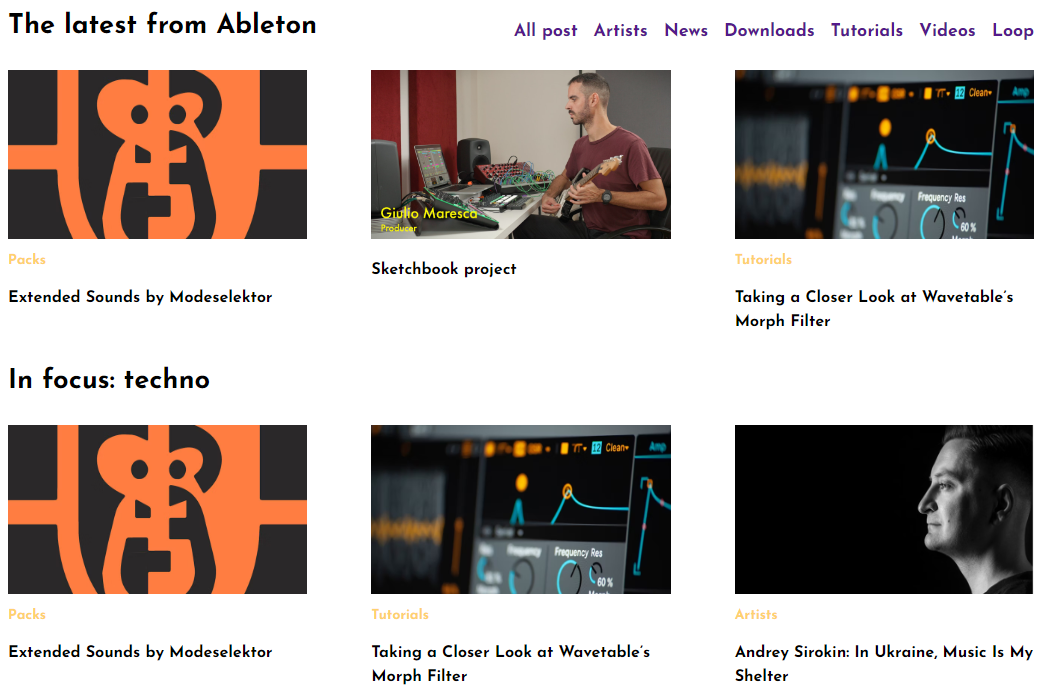 The latest from Ableton
All post Artists News Downloads Tutorials Videos Loop
Giulio Maresca
Producer
Clean
Amp
Frequency Res
60 %
Packs
Extended Sounds by Modeselektor
Sketchbook project
Tutorials
Taking a Closer Look at Wavetable's
Morph Filter
In focus: techno
12 Clean
Amp
Frequency Res
60 %
Packs
Extended Sounds by Modeselektor
Tutorials
Taking a Closer Look at Wavetable's
Morph Filter
Artists
Andrey Sirokin: In Ukraine, Music Is My
Shelter